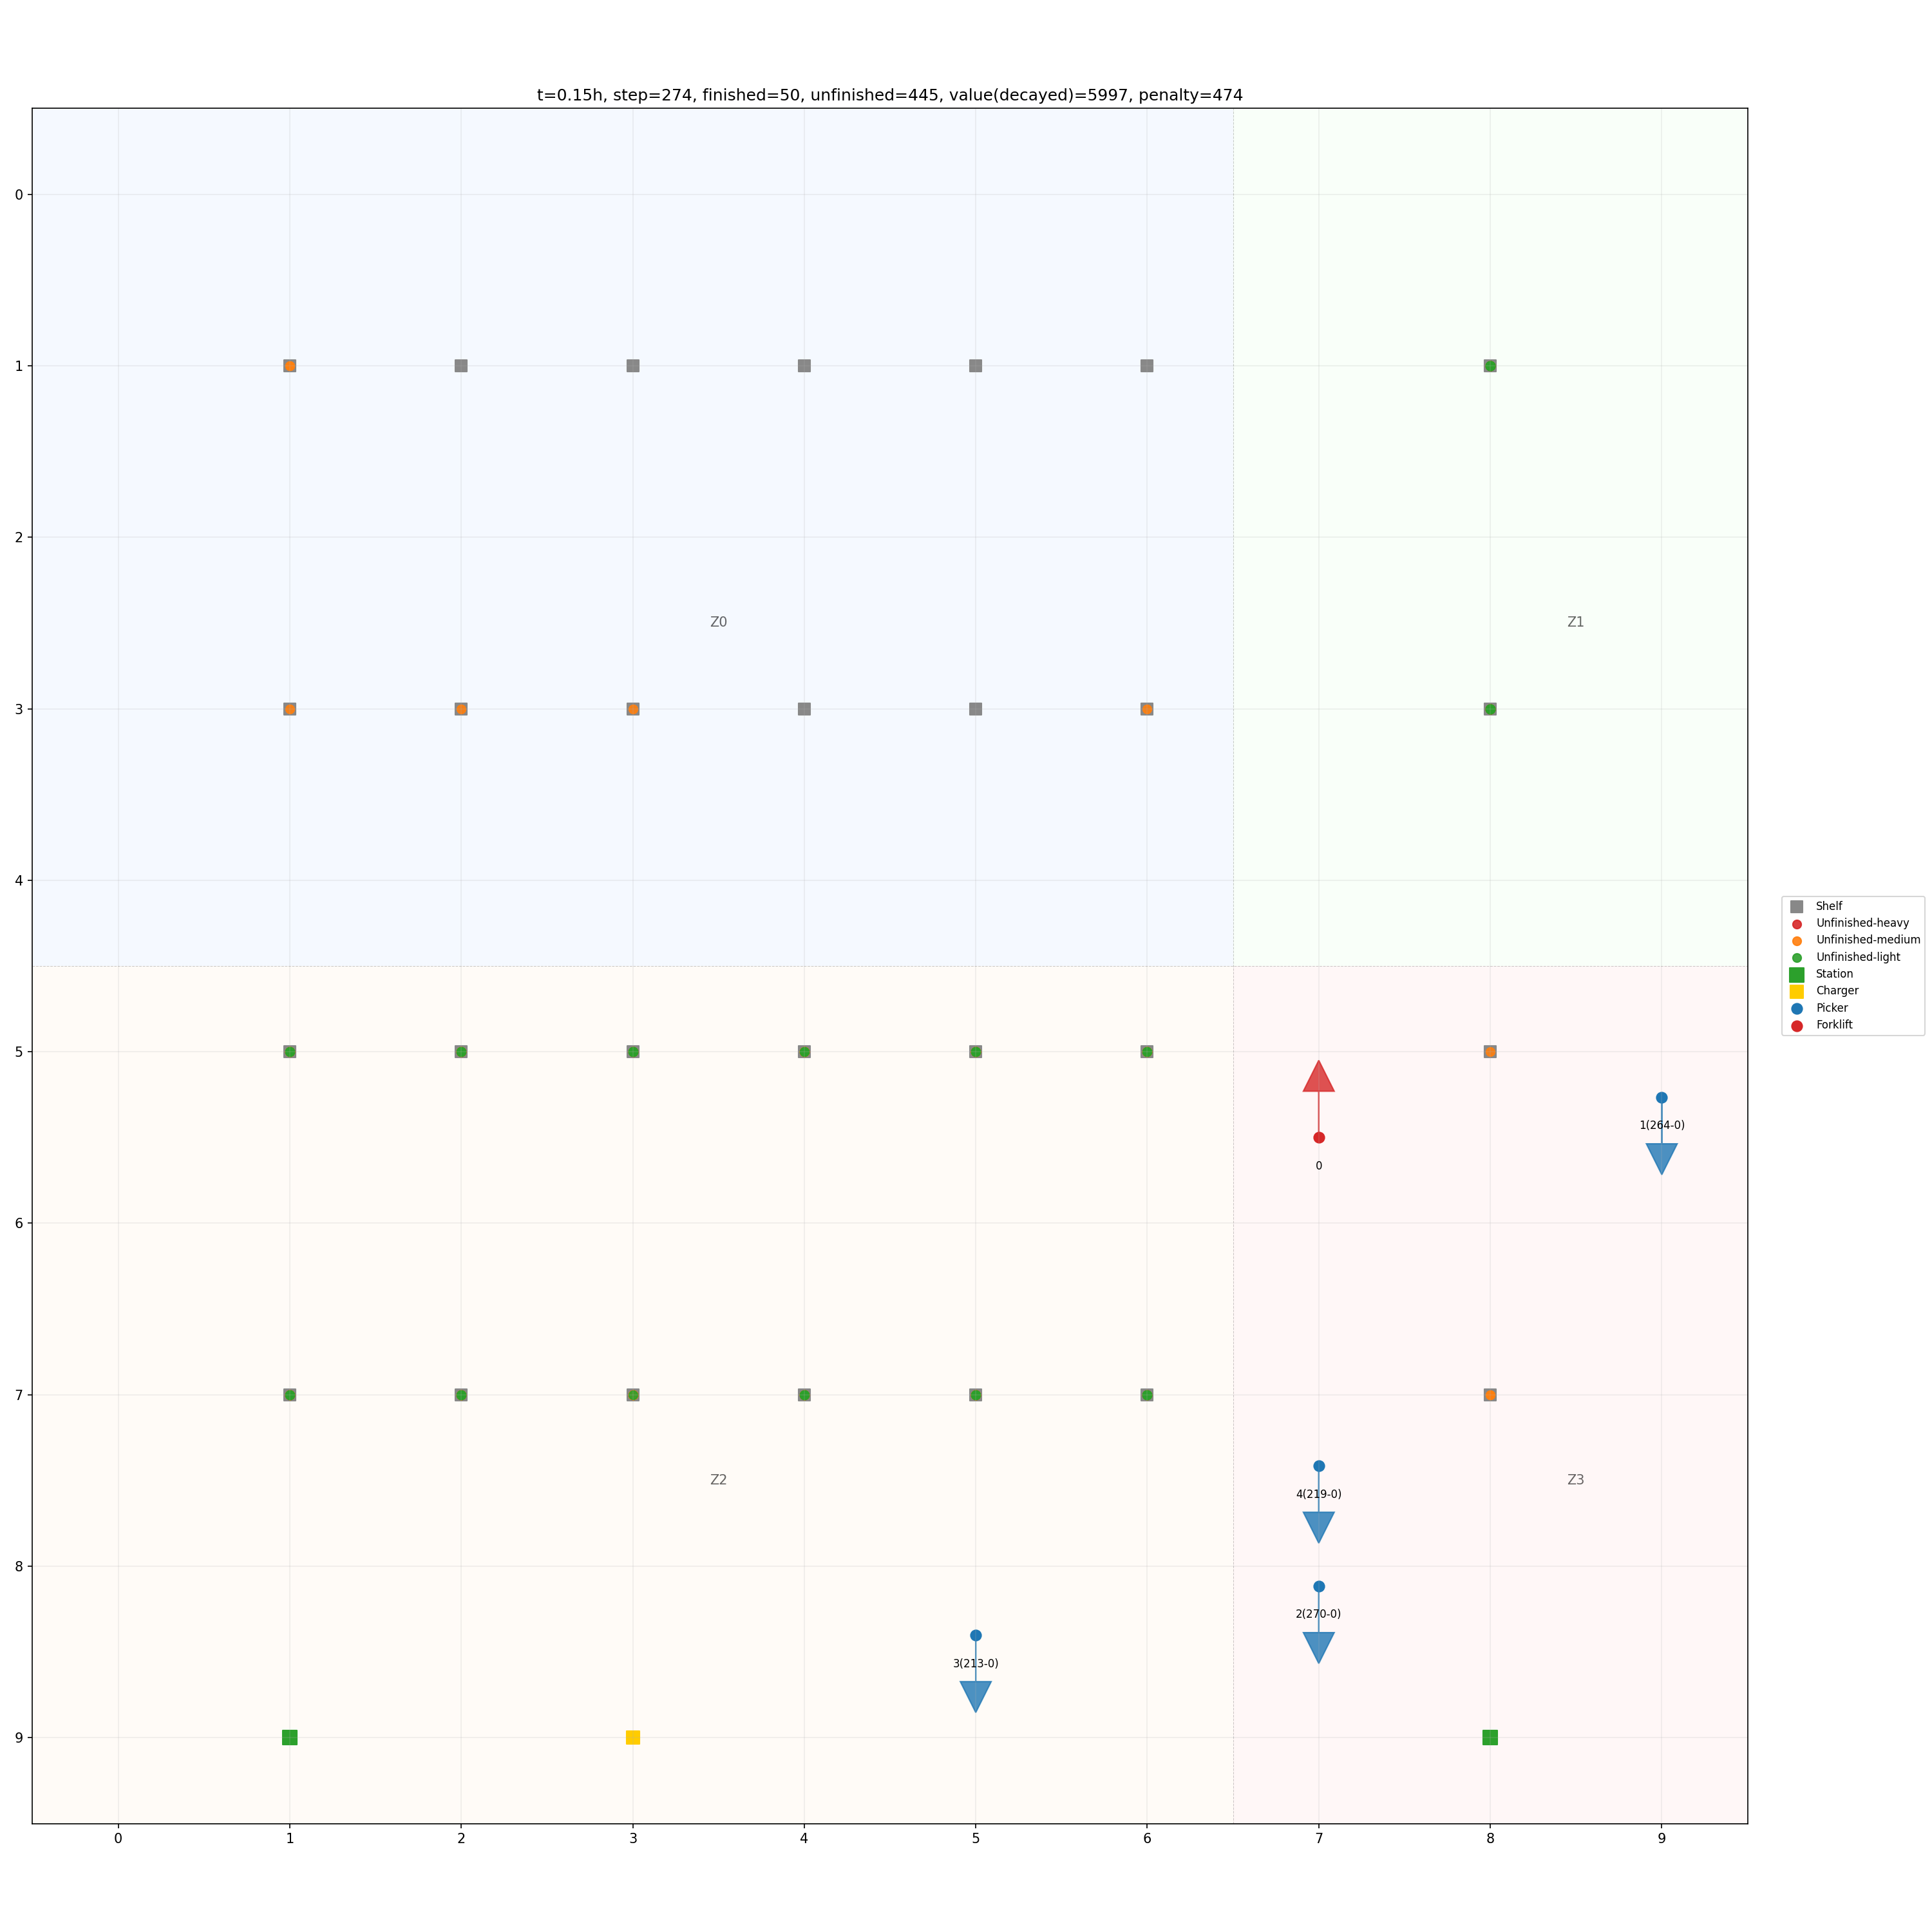 t=0.15h, step=274, finished=50, unfinished=445, value(decayed)=5997, penalty=474
0
1
2
Z0
Z1
3
4
Shelf
Unfinished-heavy
Unfinished-medium
Unfinished-light
Station
Charger
Picker
Forklift
5
1(264-0)
0
6
7
Z2
Z3
4(219-0)
8
2(270-0)
3(213-0)
9
0 1 2 3 4 5 6 7 8 9